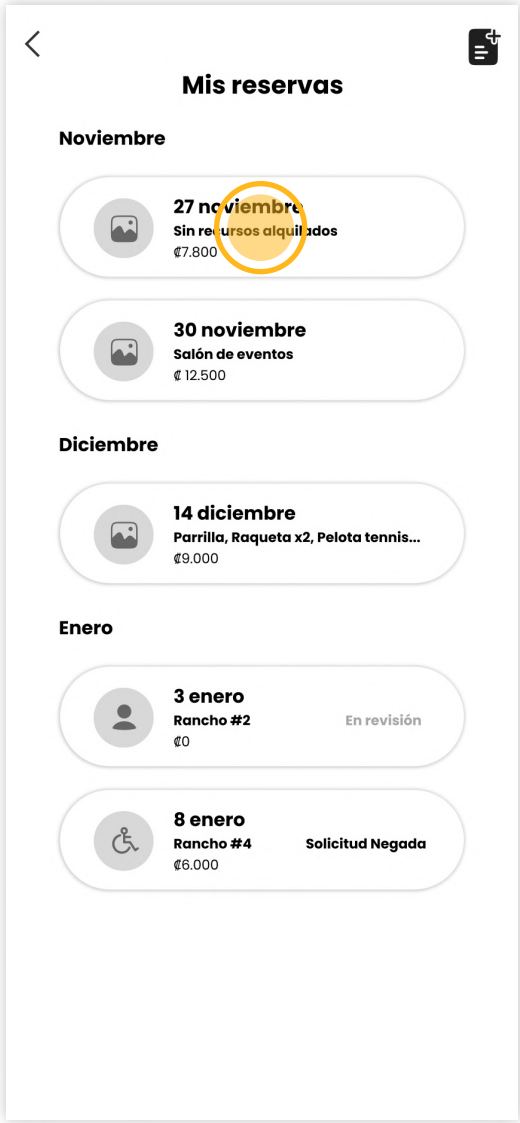 Mis reservas
Noviembre
27 noviembre
Sin recursos alquilados
₡7.800
30 noviembre
Salón de eventos
₡ 12.500
Diciembre
14 diciembre
Parrilla, Raqueta x2, Pelota tennis...
₡9.000
Enero
3 enero
Rancho #2
En revisión
₡0
8 enero
Rancho #4
Solicitud Negada
₡6.000